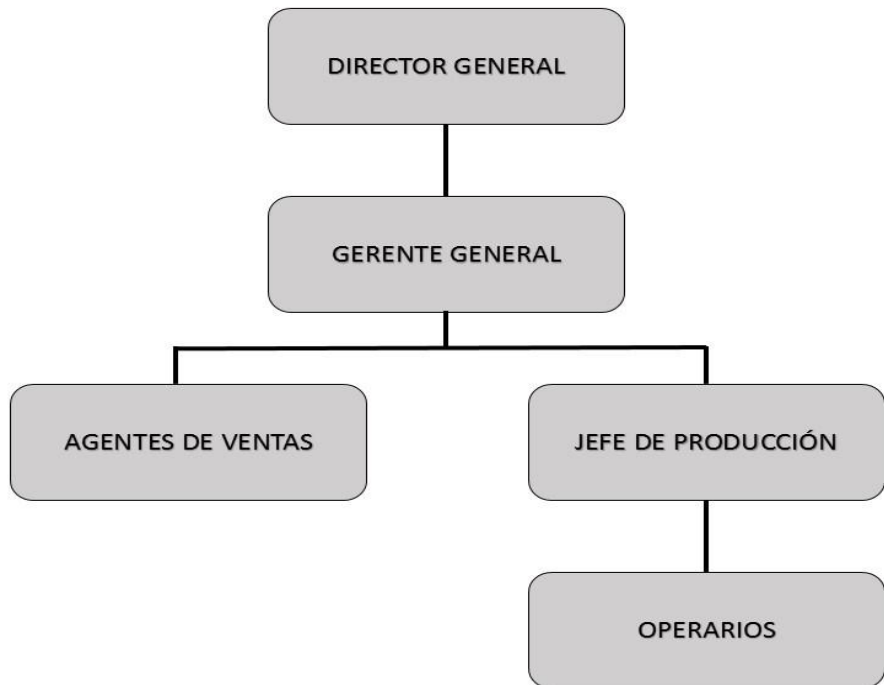 DIRECTOR GENERAL
GERENTE GENERAL
AGENTES DE VENTAS
JEFE DE PRODUCCIÓN
OPERARIOS